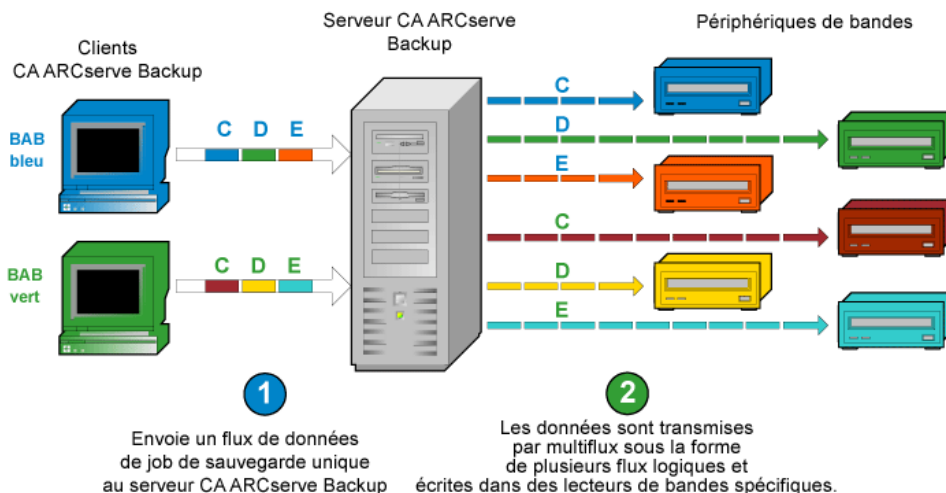 Clients
CA ARCserve Backup
Serveur CA ARCserve
Backup
Périphériques de bandes
BAB
bleu
C D E
BAB
vert
C D E
C
D
E
C
D
E
1
Envoie un flux de données
de job de sauvegarde unique
au serveur CA ARCserve Backup
2
Les données sont transmises
par multiflux sous la forme
de plusieurs flux logiques et
écrites dans des lecteurs de bandes spécifiques.